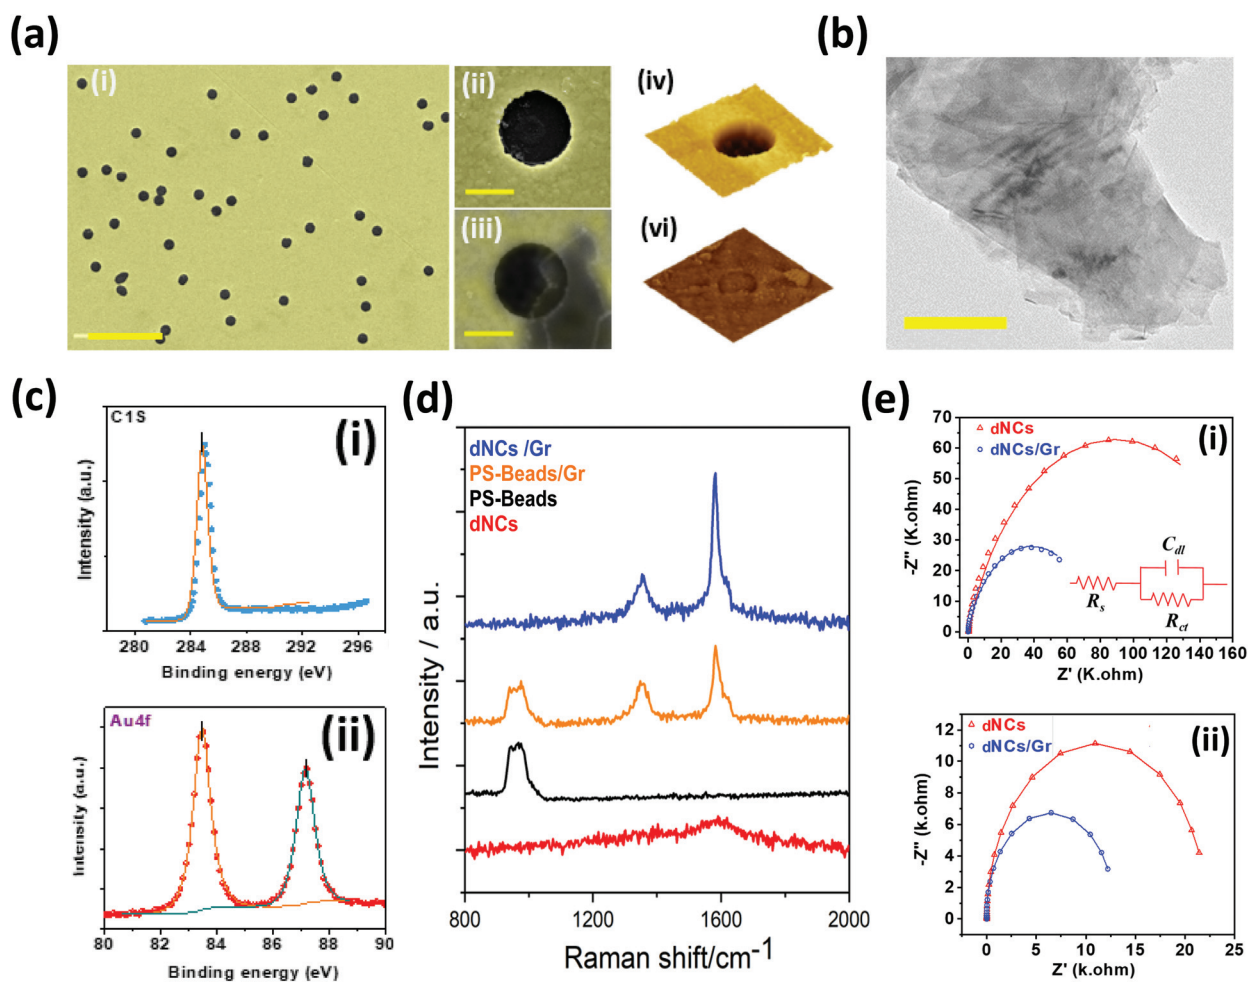 (a)
(i)
(ii)
(iii)
(iv)
(vi)
(b)
(c)
C1S
(i)
Intensity (a.u.)
280 284 288 292 296
Binding energy (eV)
Au4f
(ii)
Intensity (a.u.)
80 82 84 86 88 90
Binding energy (eV)
(d)
dNCs /Gr
PS-Beads/Gr
PS-Beads
dNCs
Intensity / a.u.
800 1200 1600 2000
Raman shift/cm-1
(e)
70
60
50
40
30
20
10
0
-Z'' (K.ohm)
dNCs
dNCs/Gr
(i)
Cdl
Rs
Rct
0 20 40 60 80 100 120 140 160
Z' (K.ohm)
12
10
8
6
4
2
0
-Z'' (k.ohm)
dNCs
dNCs/Gr
(ii)
0 5 10 15 20 25
Z' (k.ohm)